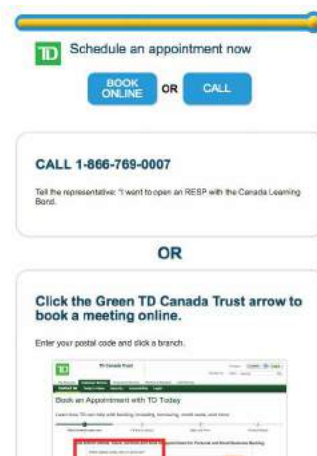 TD Schedule an appointment now
BOOK ONLINE OR CALL
CALL 1-866-769-0007
Tell the representative: "I want to open an RESP with the Canada Learning
Bond.
OR
Click the Green TD Canada Trust arrow to
book a meeting online.
Enter your postal code and click a branch.
TD TD Canada Trust
Book an Appointment with TD Today